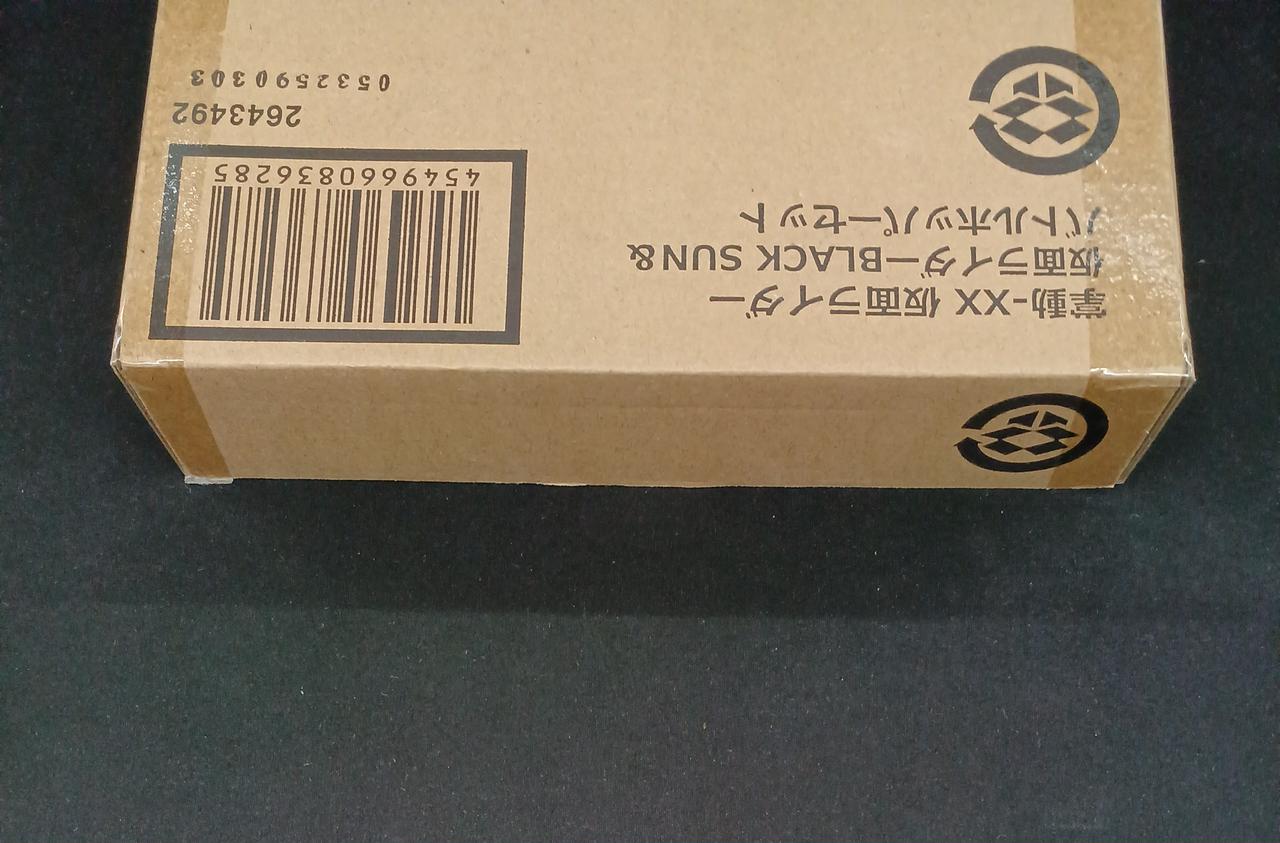 掌動-XX 仮面ライダー
仮面ライダーBLACK SUN&
バトルホッパーセット
4549660836285
2643492
0532590303